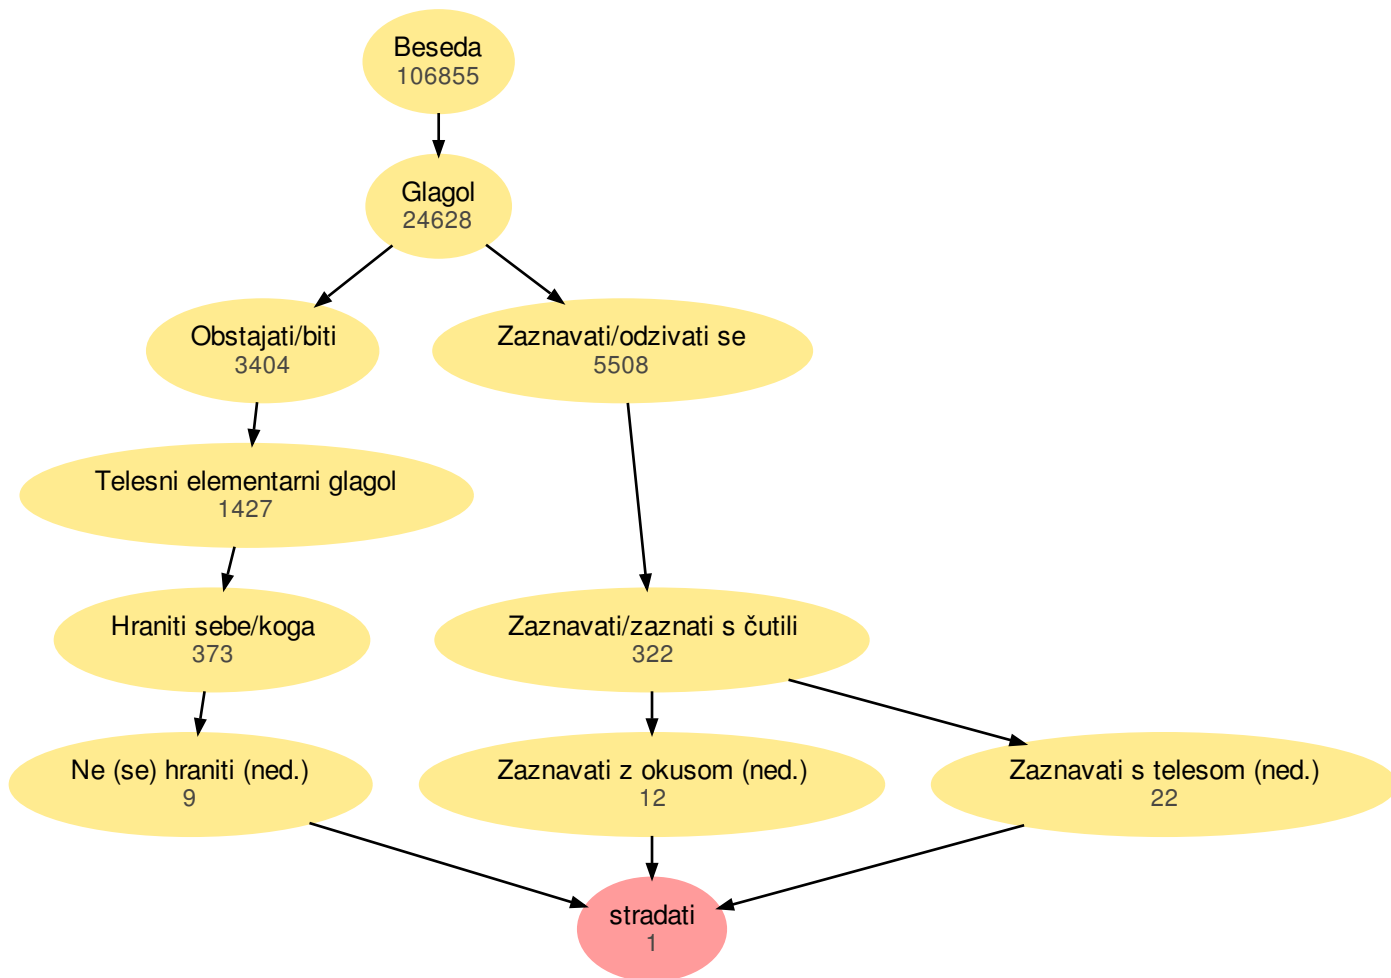 Beseda
106855
Glagol
24628
Obstajati/biti
3404
Zaznavati/odzivati se
5508
Telesni elementarni glagol
1427
Hraniti sebe/koga
373
Zaznavati/zaznati s čutili
322
Ne (se) hraniti (ned.)
9
Zaznavati z okusom (ned.)
12
Zaznavati s telesom (ned.)
22
stradati
1